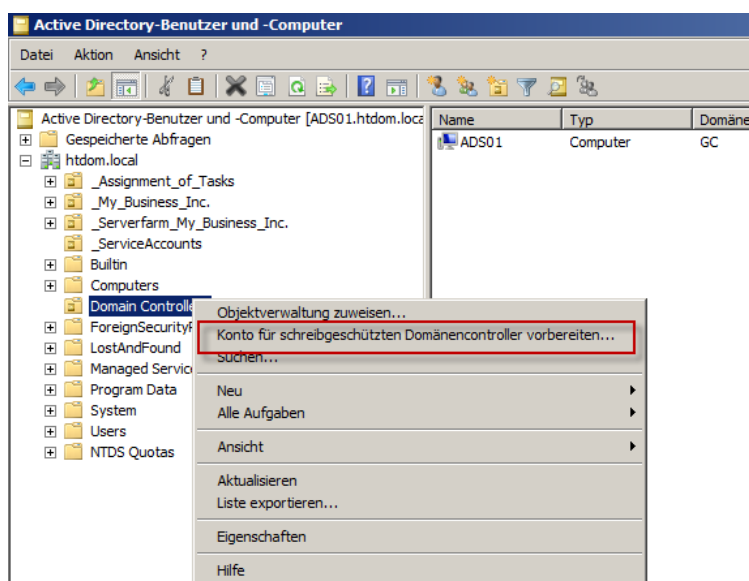 Active Directory-Benutzer und -Computer
Datei Aktion Ansicht ?
Active Directory-Benutzer und -Computer [ADS01.htdom.loca
Name Typ Domäne
Gespeicherte Abfragen
ADS01 Computer GC
htdom.local
_Assignment_of_Tasks
_My_Business_Inc.
_Serverfarm_My_Business_Inc.
_ServiceAccounts
Builtin
Computers
Domain Controlle
Objektverwaltung zuweisen...
ForeignSecurityP
Konto für schreibgeschützten Domänencontroller vorbereiten...
LostAndFound
Suchen...
Managed Servic
Program Data
Neu
System
Alle Aufgaben
Users
NTDS Quotas
Ansicht
Aktualisieren
Liste exportieren...
Eigenschaften
Hilfe